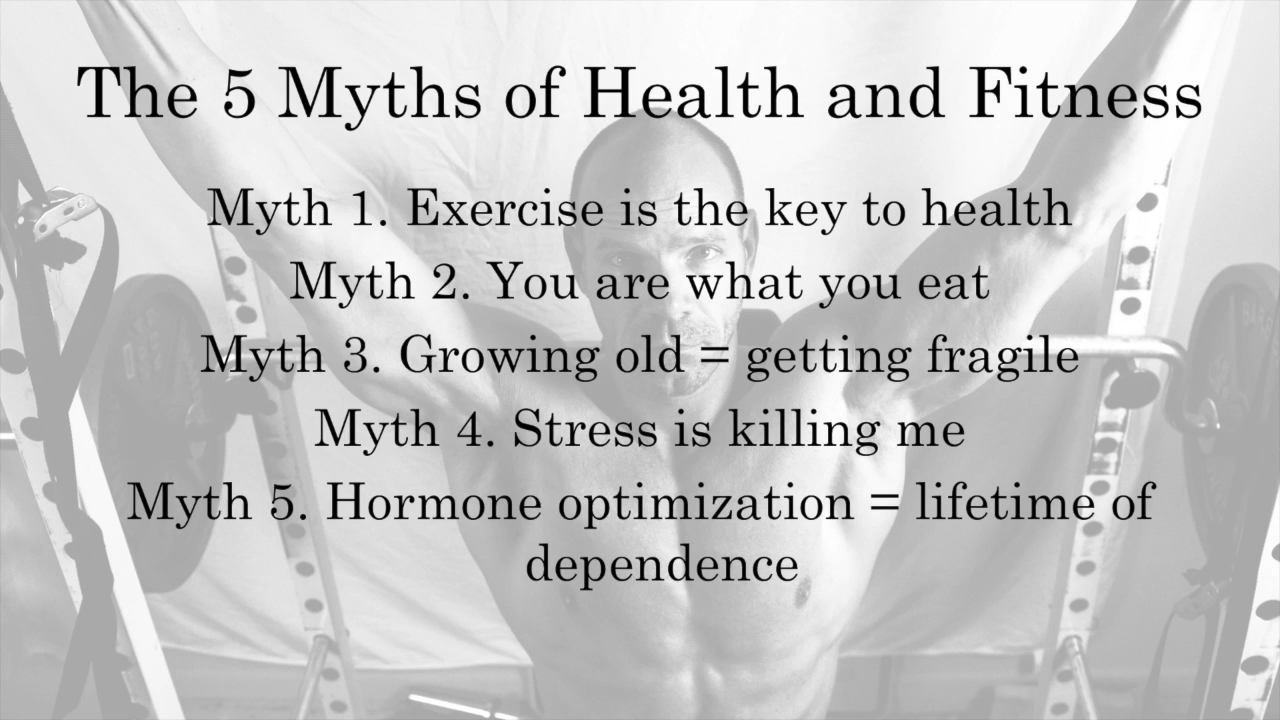 The 5 Myths of Health and Fitness
Myth 1. Exercise is the key to health
Myth 2. You are what you eat
Myth 3. Growing old = getting fragile
Myth 4. Stress is killing me
Myth 5. Hormone optimization = lifetime of
dependence